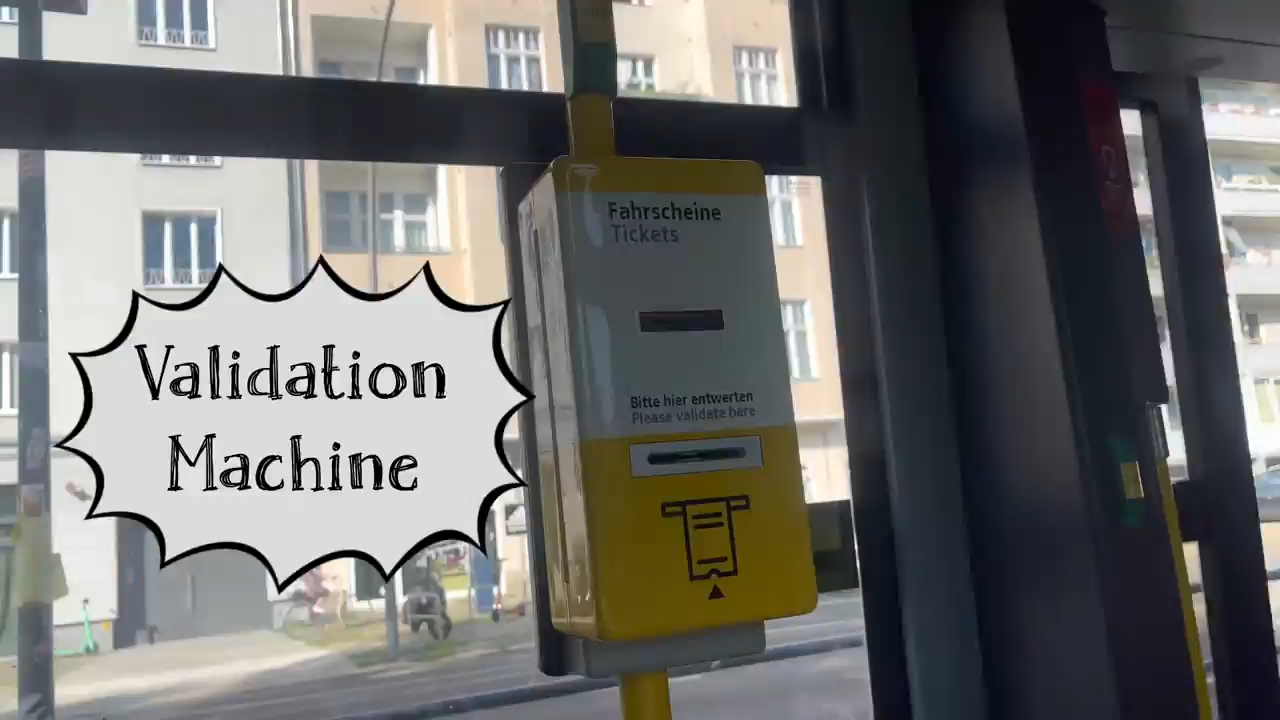 Fahrscheine
Tickets
Bitte hier entwerten
Please validate here
Validation
Machine